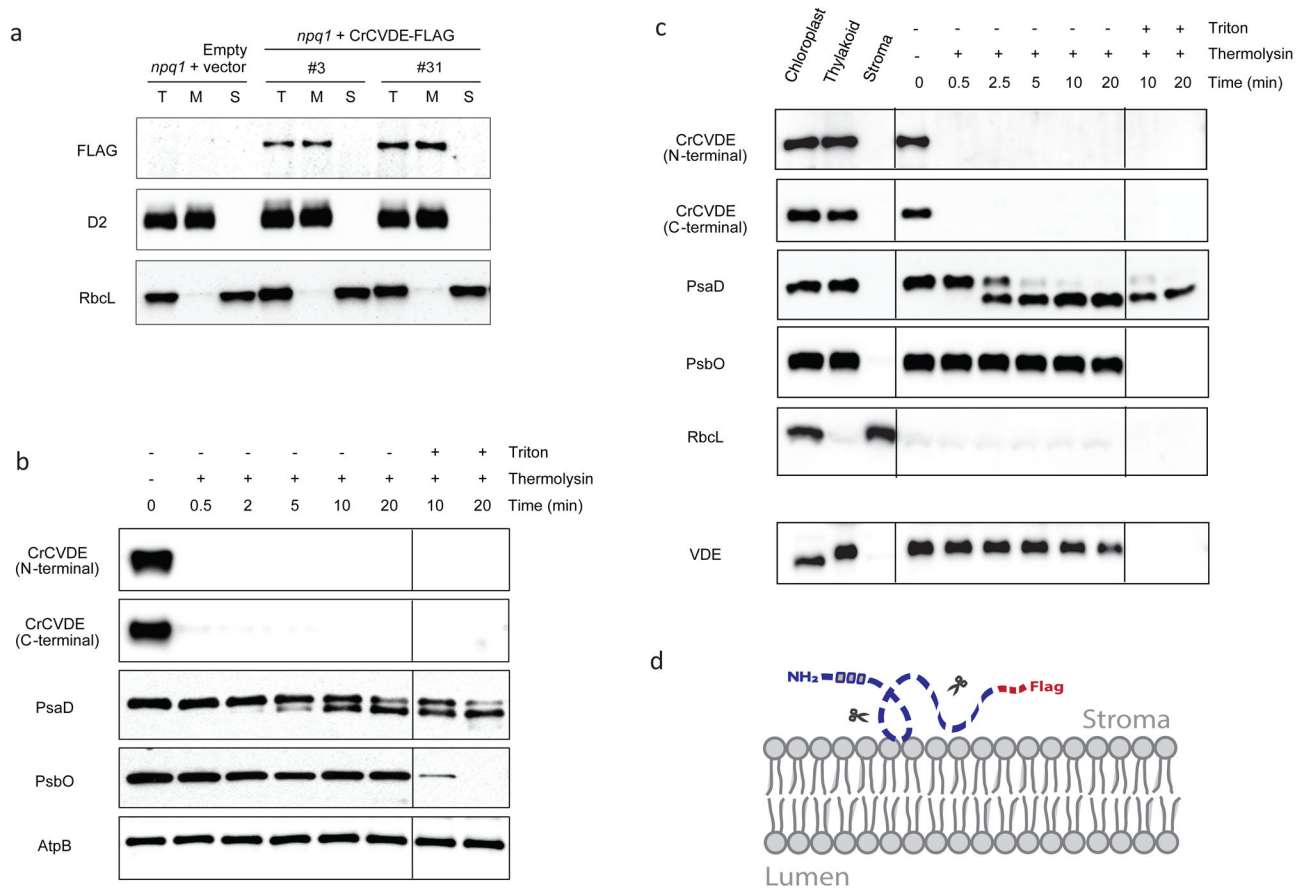 a
Empty
npq1 + vector
npq1 + CrCVDE-FLAG
#3
#31
T M S T M S T M S
FLAG
D2
RbcL
b
- - - - - - + + Triton
- + + + + + + + Thermolysin
0 0.5 2 5 10 20 10 20 Time (min)
CrCVDE
(N-terminal)
CrCVDE
(C-terminal)
PsaD
PsbO
AtpB
c
Chloroplast
Thylakoid
Stroma
- - - - - - + + Triton
- + + + + + + + Thermolysin
0 0.5 2.5 5 10 20 10 20 Time (min)
CrCVDE
(N-terminal)
CrCVDE
(C-terminal)
PsaD
PsbO
RbcL
VDE
d
NH₂
Flag
Stroma
Lumen